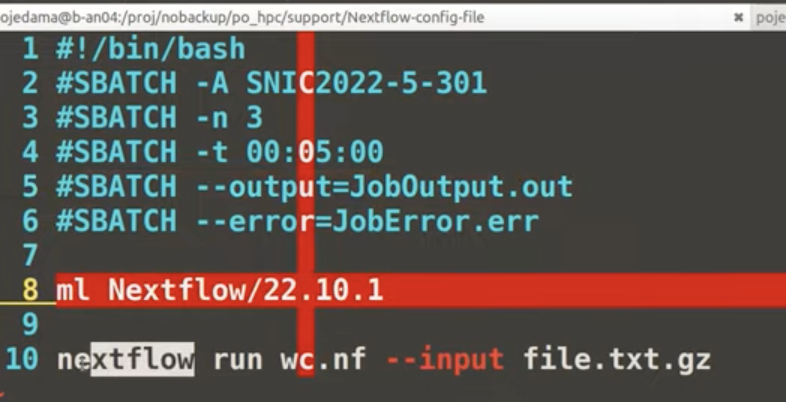 ojedama@b-an04:/proj/nobackup/po_hpc/support/Nextflow-config-file ✖ poje
1 #!/bin/bash
2 #SBATCH -A SNIC2022-5-301
3 #SBATCH -n 3
4 #SBATCH -t 00:05:00
5 #SBATCH --output=JobOutput.out
6 #SBATCH --error=JobError.err
7
8 ml Nextflow/22.10.1
9
10 nextflow run wc.nf --input file.txt.gz